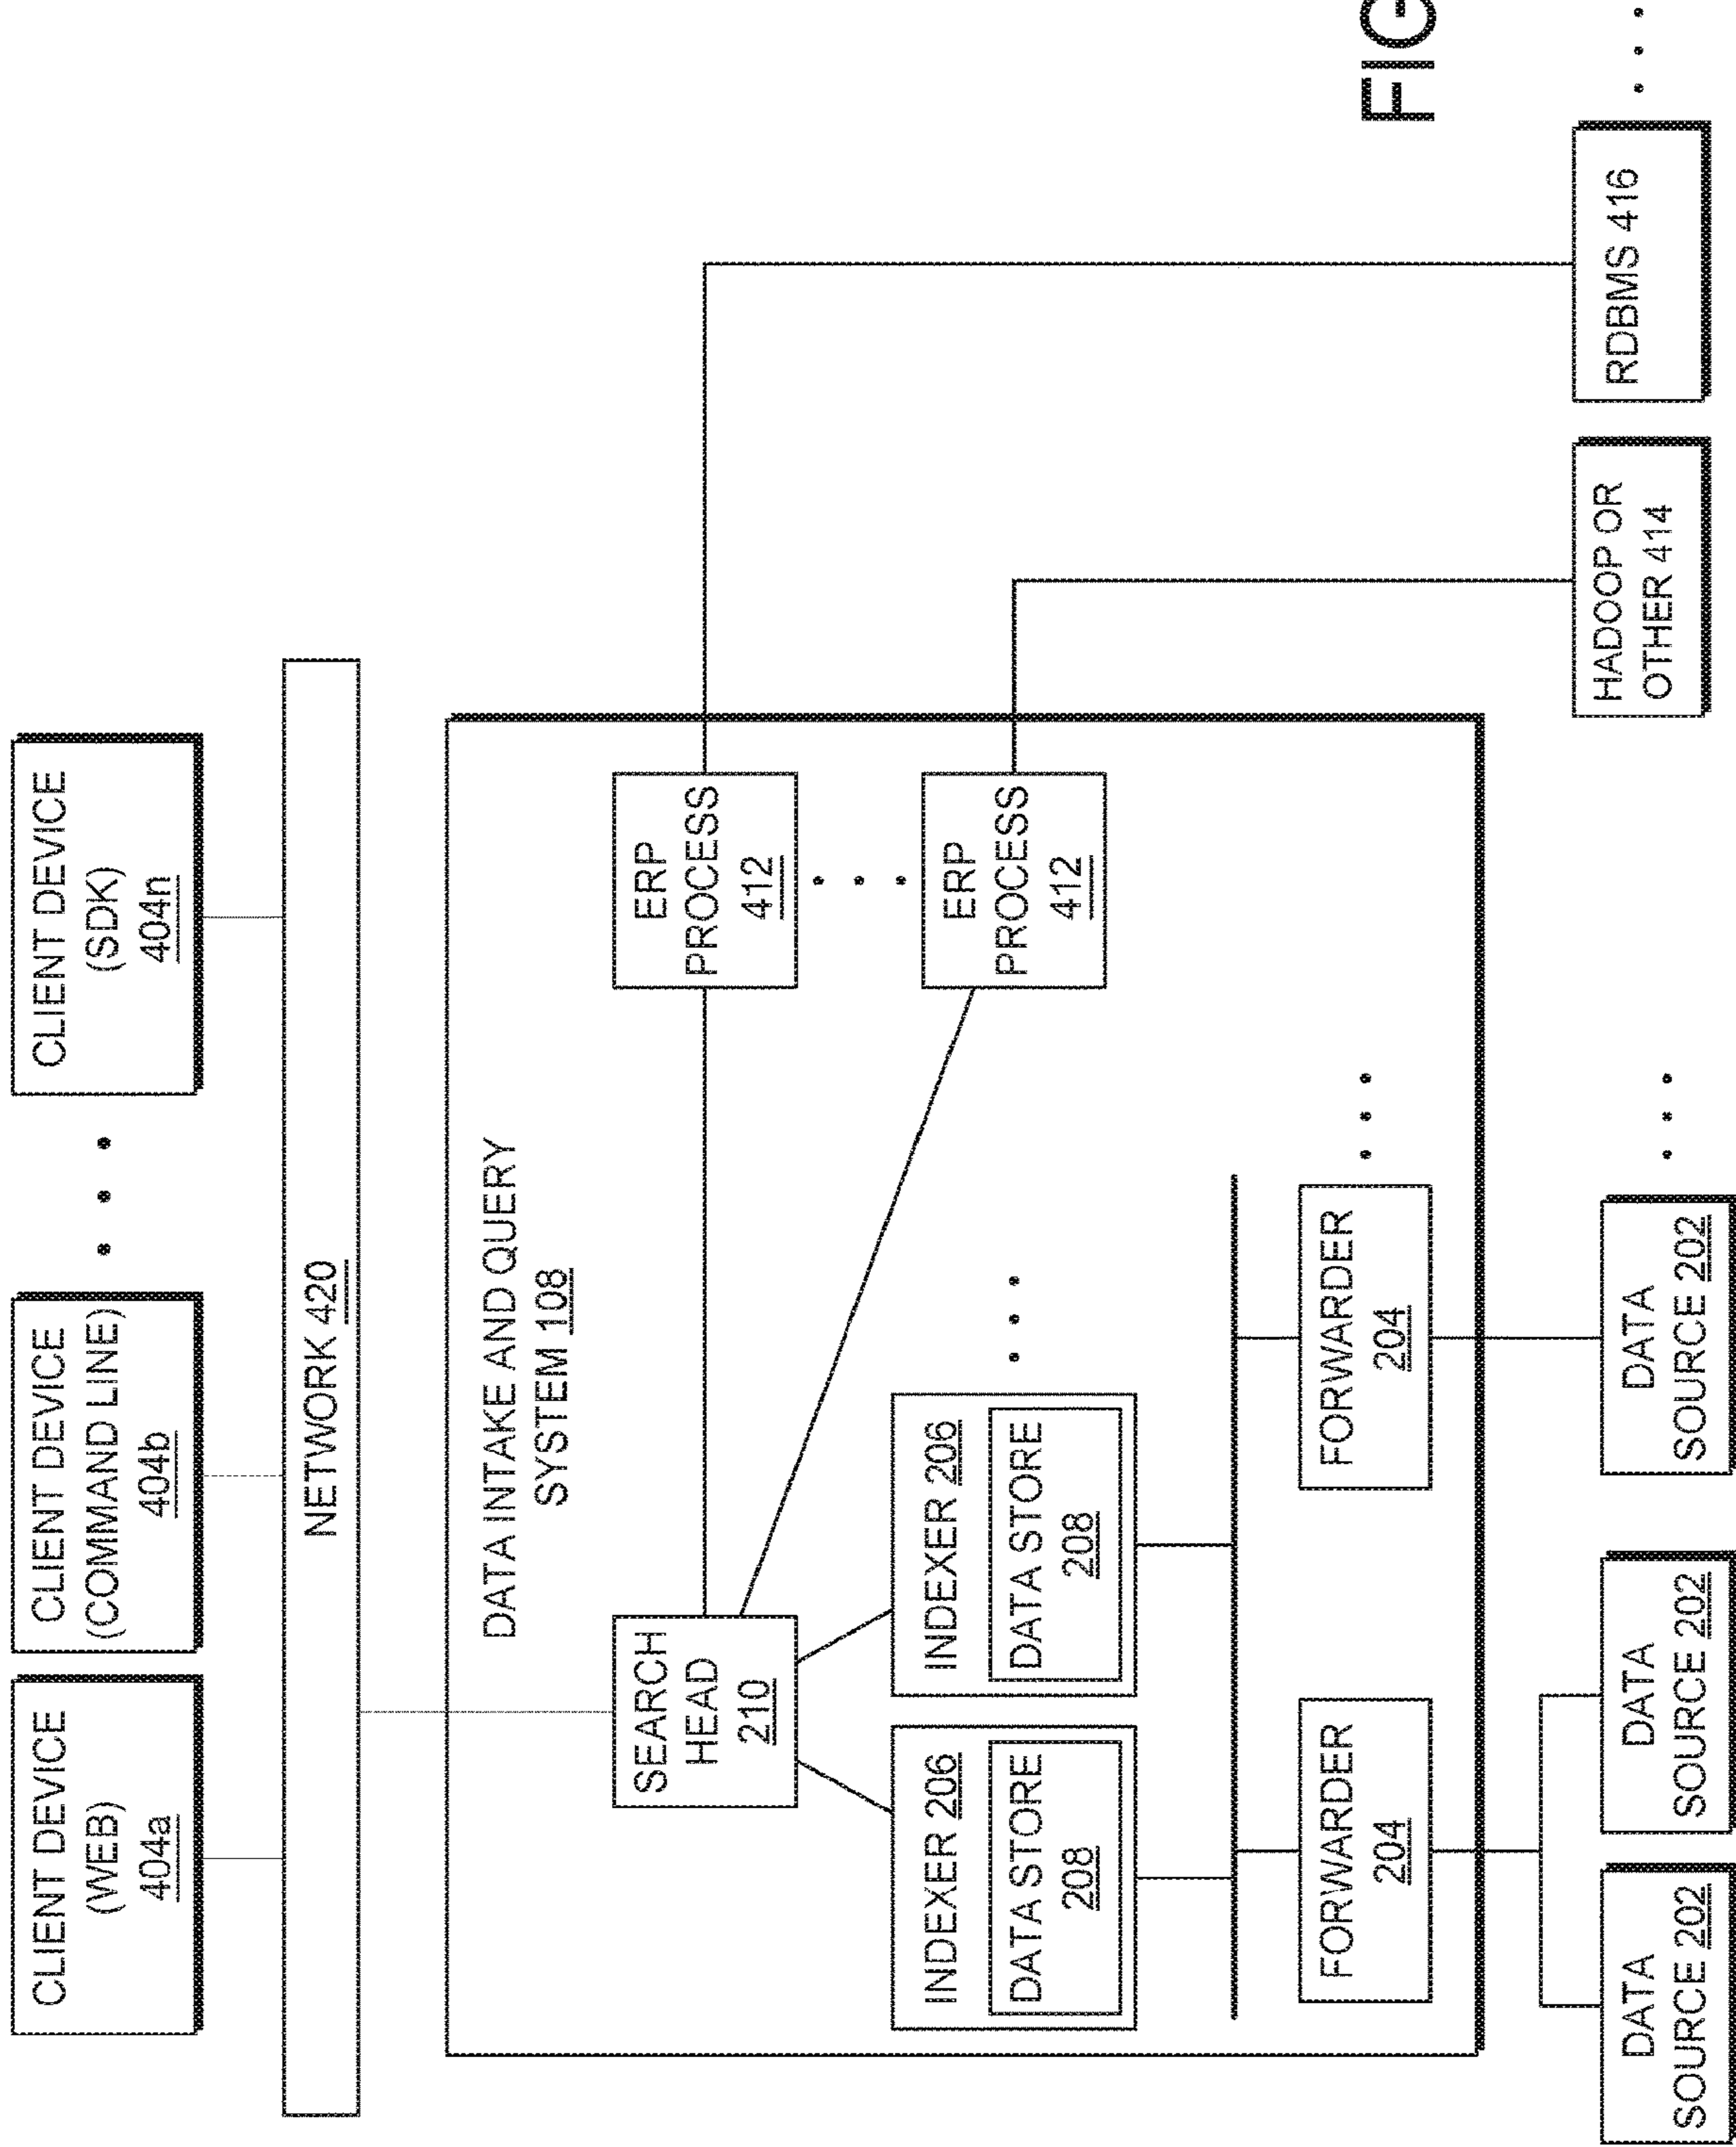 CLIENT DEVICE
(WEB)
404a
CLIENT DEVICE
(COMMAND LINE)
404b
CLIENT DEVICE
(SDK)
404n
NETWORK 420
DATA INTAKE AND QUERY
SYSTEM 108
SEARCH
HEAD
210
ERP
PROCESS
412
ERP
PROCESS
412
INDEXER 206
DATA STORE
208
INDEXER 206
DATA STORE
208
FORWARDER
204
FORWARDER
204
DATA
SOURCE 202
DATA
SOURCE 202
DATA
SOURCE 202
HADOOP OR
OTHER 414
RDBMS 416
FIG